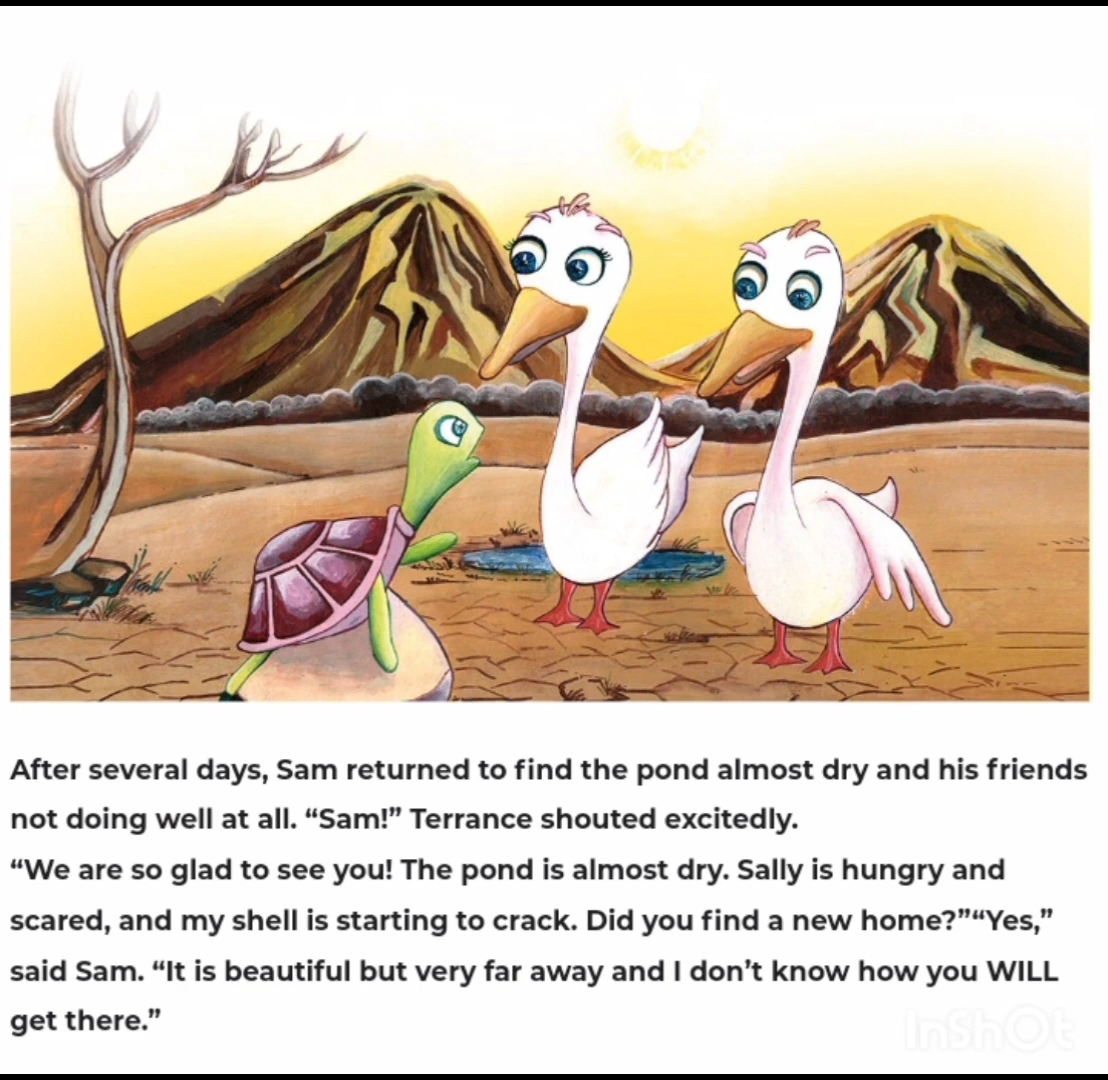 After several days, Sam returned to find the pond almost dry and his friends
not doing well at all. “Sam!” Terrance shouted excitedly.
“We are so glad to see you! The pond is almost dry. Sally is hungry and
scared, and my shell is starting to crack. Did you find a new home?”“Yes,”
said Sam. “It is beautiful but very far away and I don’t know how you WILL
get there.”
InShOt